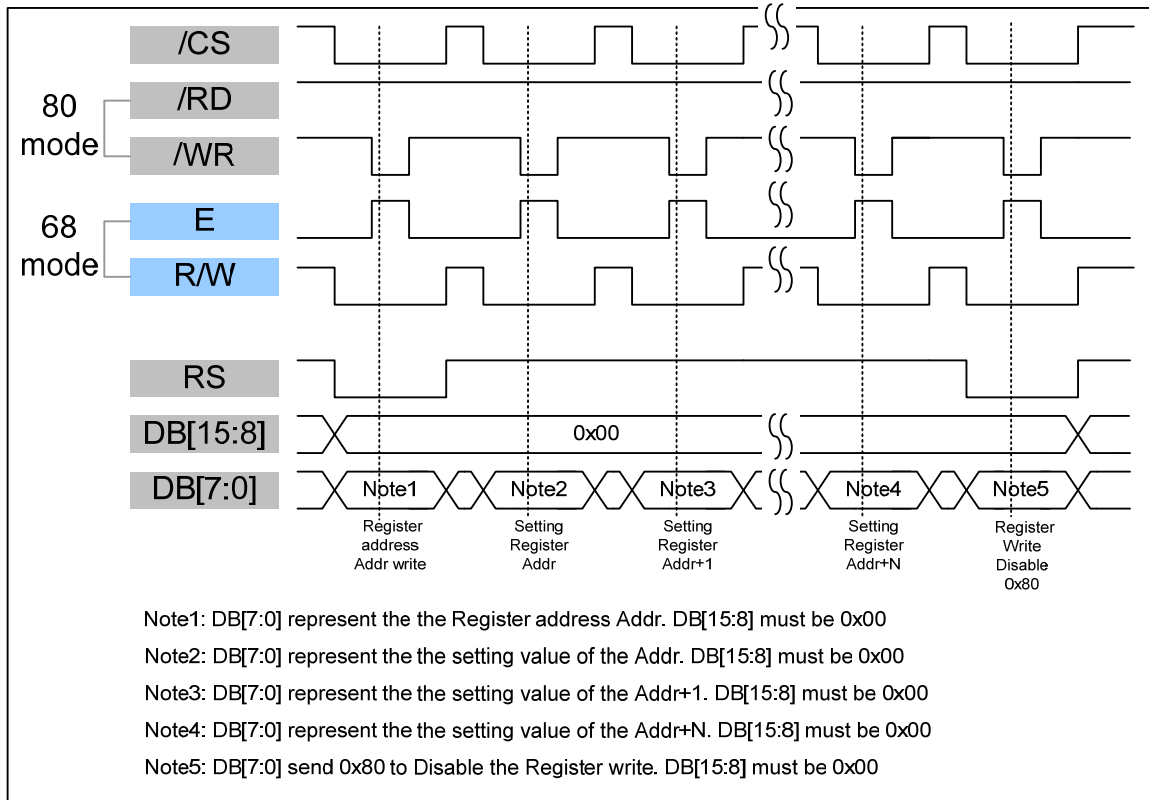 /CS
80
mode
/RD
/WR
68
mode
E
R/W
RS
DB[15:8]
0x00
DB[7:0]
Note1
Note2
Note3
Note4
Note5
Register
address
Addr write
Setting
Register
Addr
Setting
Register
Addr+1
Setting
Register
Addr+N
Register
Write
Disable
0x80
Note1: DB[7:0] represent the the Register address Addr. DB[15:8] must be 0x00
Note2: DB[7:0] represent the the setting value of the Addr. DB[15:8] must be 0x00
Note3: DB[7:0] represent the the setting value of the Addr+1. DB[15:8] must be 0x00
Note4: DB[7:0] represent the the setting value of the Addr+N. DB[15:8] must be 0x00
Note5: DB[7:0] send 0x80 to Disable the Register write. DB[15:8] must be 0x00